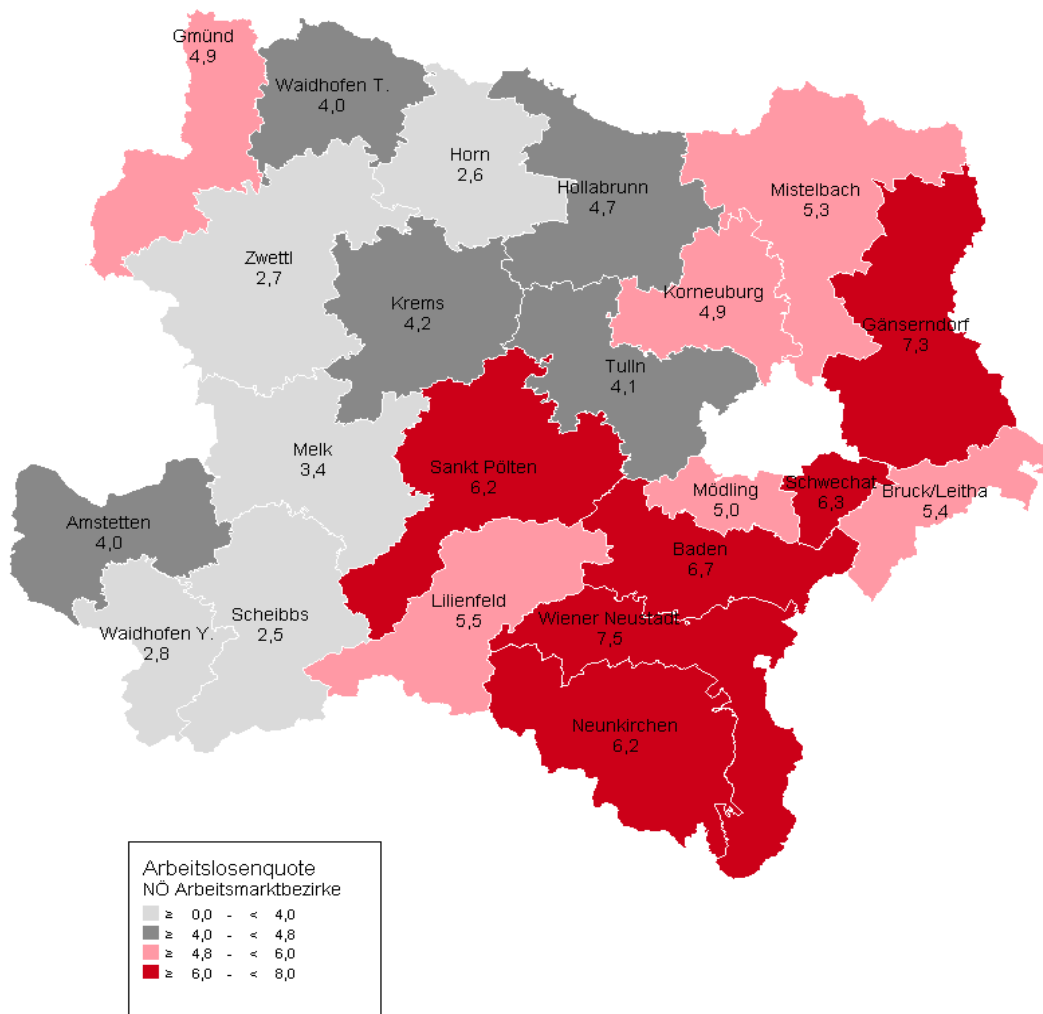 Gmünd
4,9
Waidhofen T.
4,0
Horn
2,6
Hollabrunn
4,7
Mistelbach
5,3
Zwettl
2,7
Krems
4,2
Korneuburg
4,9
Gänserndorf
7,3
Tulln
4,1
Melk
3,4
Sankt Pölten
6,2
Mödling
5,0
Schwechat
6,3
Bruck/Leitha
5,4
Amstetten
4,0
Baden
6,7
Lilienfeld
5,5
Scheibbs
2,5
Wiener Neustadt
7,5
Waidhofen Y.
2,8
Neunkirchen
6,2
Arbeitslosenquote
NÖ Arbeitsmarktbezirke
≥ 0,0 - < 4,0
≥ 4,0 - < 4,8
≥ 4,8 - < 6,0
≥ 6,0 - < 8,0